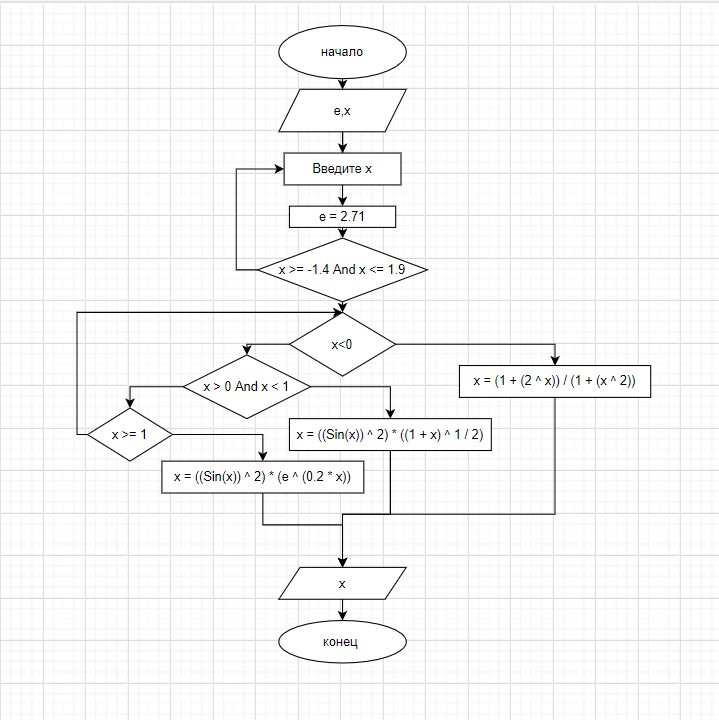 начало
e,x
Введите x
e = 2.71
x >= -1.4 And x <= 1.9
x<0
x > 0 And x < 1
x = (1 + (2 ^ x)) / (1 + (x ^ 2))
x >= 1
x = ((Sin(x)) ^ 2) * ((1 + x) ^ 1 / 2)
x = ((Sin(x)) ^ 2) * (e ^ (0.2 * x))
x
конец